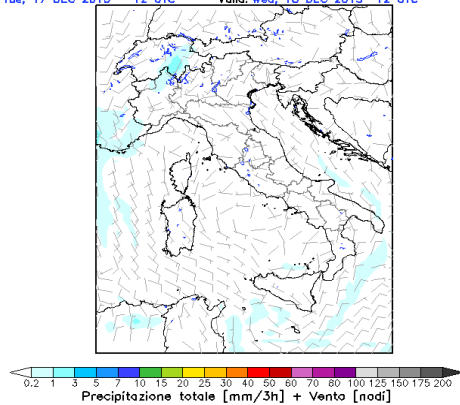 Tue, 17 DEC 2013 12 UTC Valid: Wed, 18 DEC 2013 12 UTC
0.2 1 3 5 7 10 15 20 25 30 40 50 60 70 80 100 125 150 175 200
Precipitazione totale [mm/3h] + Vento [nodi]